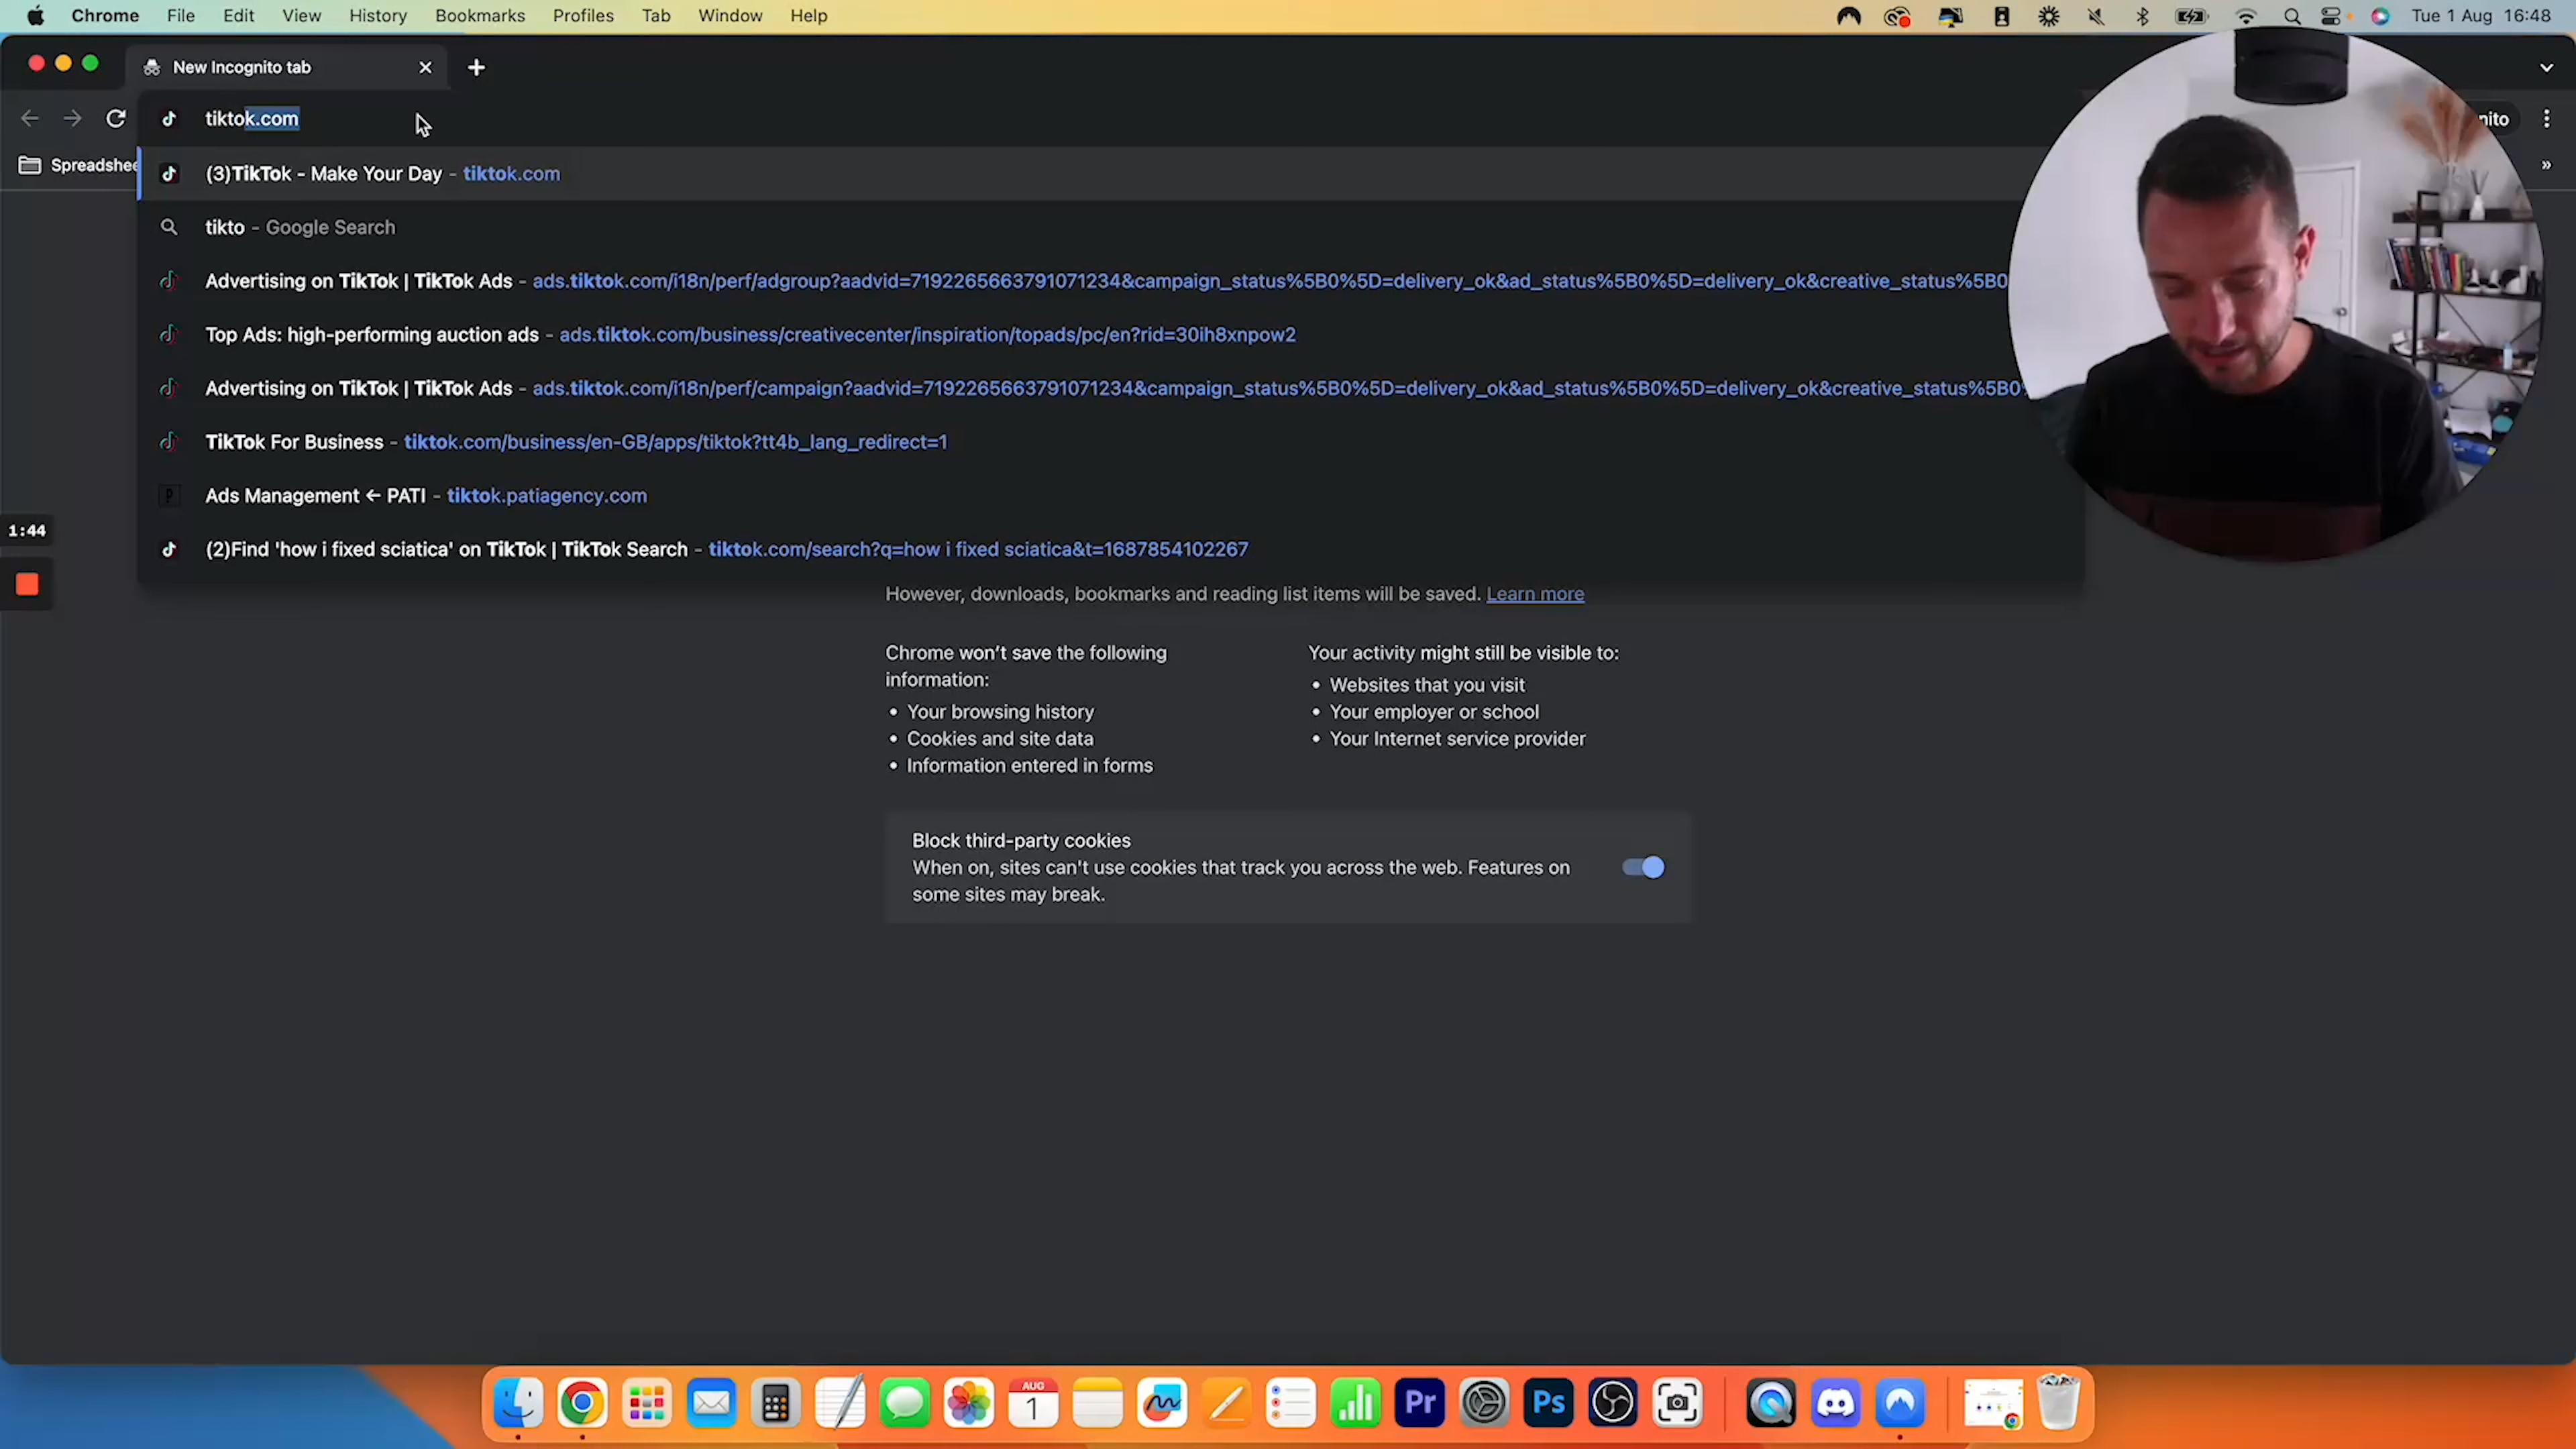 Chrome File Edit View History Bookmarks Profiles Tab Window Help Tue 1 Aug 16:48
New Incognito tab
tiktok.com
nito
Spreadshee
(3)TikTok - Make Your Day - tiktok.com
tikto - Google Search
Advertising on TikTok | TikTok Ads - ads.tiktok.com/i18n/perf/adgroup?aadvid=7192265663791071234&campaign_status%5B0%5D=delivery_ok&ad_status%5B0%5D=delivery_ok&creative_status%5B0
Top Ads: high-performing auction ads - ads.tiktok.com/business/creativecenter/inspiration/topads/pc/en?rid=30ih8xnpow2
Advertising on TikTok | TikTok Ads - ads.tiktok.com/i18n/perf/campaign?aadvid=7192265663791071234&campaign_status%5B0%5D=delivery_ok&ad_status%5B0%5D=delivery_ok&creative_status%5B0%
TikTok For Business - tiktok.com/business/en-GB/apps/tiktok?tt4b_lang_redirect=1
Ads Management ← PATI - tiktok.patiagency.com
1:44
(2)Find 'how i fixed sciatica' on TikTok | TikTok Search - tiktok.com/search?q=how i fixed sciatica&t=1687854102267
However, downloads, bookmarks and reading list items will be saved. Learn more
Chrome won't save the following
information:
• Your browsing history
• Cookies and site data
• Information entered in forms
Your activity might still be visible to:
• Websites that you visit
• Your employer or school
• Your Internet service provider
Block third-party cookies
When on, sites can't use cookies that track you across the web. Features on
some sites may break.
AUG
1
Pr
Ps